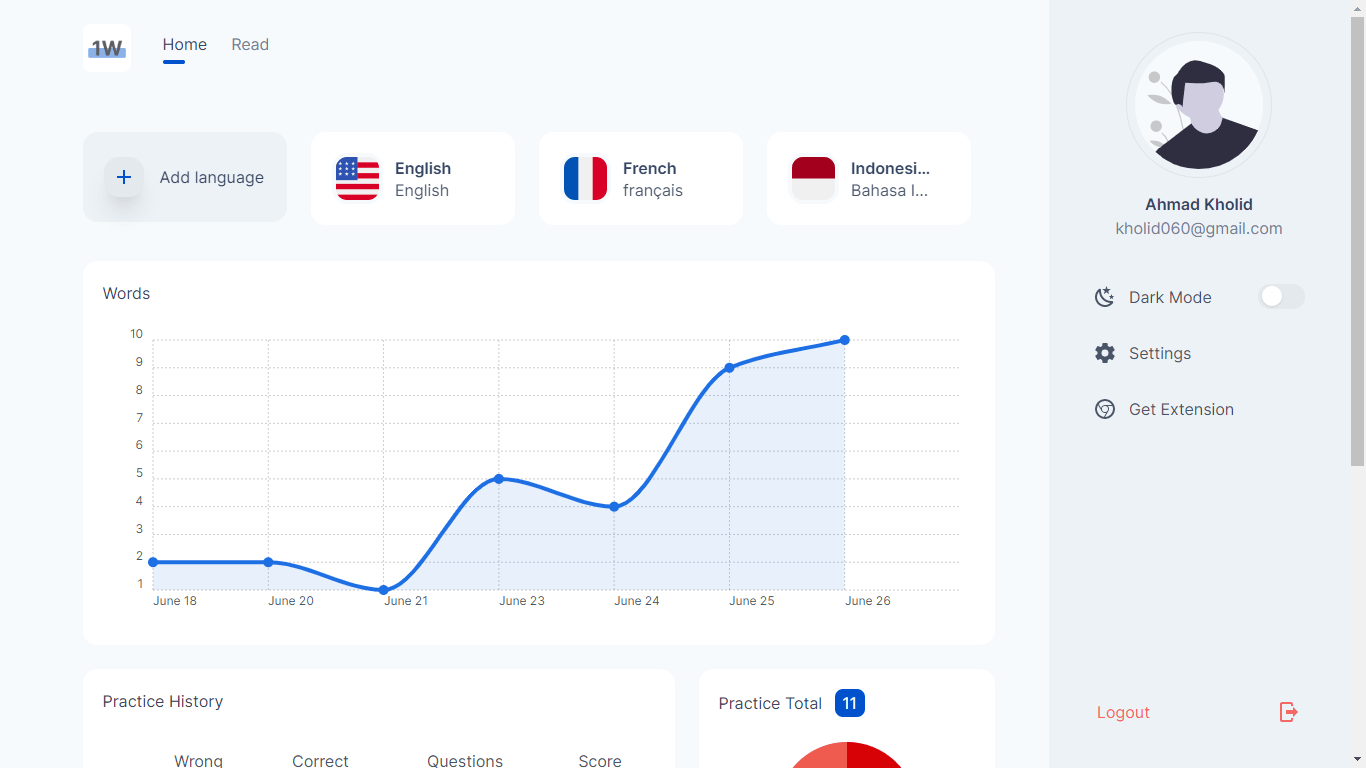 1W
Home
Read
Add language
English
English
French
français
Indonesi...
Bahasa I...
Words
10
9
8
7
6
5
4
3
2
1
June 18
June 20
June 21
June 23
June 24
June 25
June 26
Practice History
Wrong
Correct
Questions
Score
Practice Total
11
Ahmad Kholid
kholid060@gmail.com
Dark Mode
Settings
Get Extension
Logout